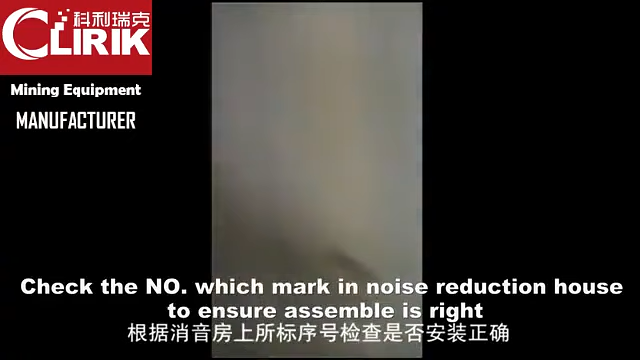 科利瑞克
CLIRIK
Mining Equipment
MANUFACTURER
Check the NO. which mark in noise reduction house
to ensure assemble is right
根据消音房上所标序号检查是否安装正确